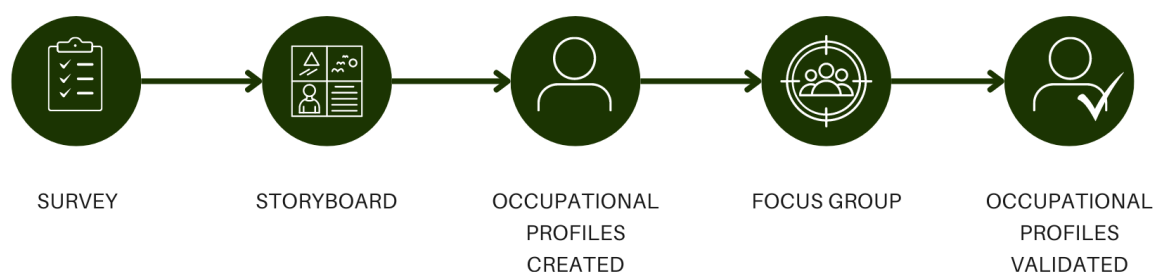 SURVEY
STORYBOARD
OCCUPATIONAL
PROFILES
CREATED
FOCUS GROUP
OCCUPATIONAL
PROFILES
VALIDATED